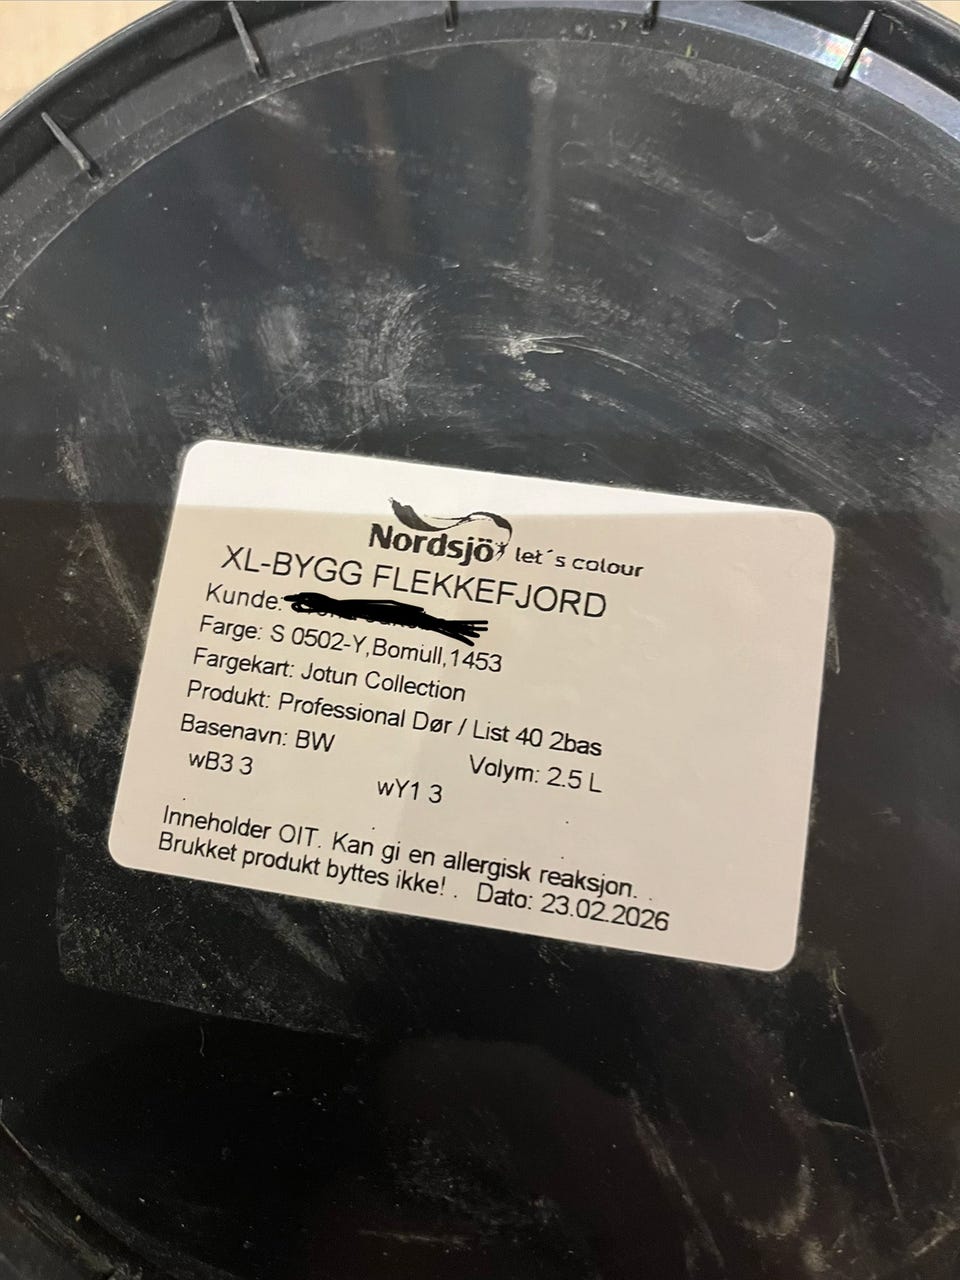 Nordsjö let´s colour
XL-BYGG FLEKKEFJORD
Kunde:
Farge: S 0502-Y,Bomull,1453
Fargekart: Jotun Collection
Produkt: Professional Dør / List 40 2bas
Basenavn: BW Volym: 2.5 L
wB3 3 wY1 3
Inneholder OIT. Kan gi en allergisk reaksjon. .
Brukket produkt byttes ikke! . Dato: 23.02.2026